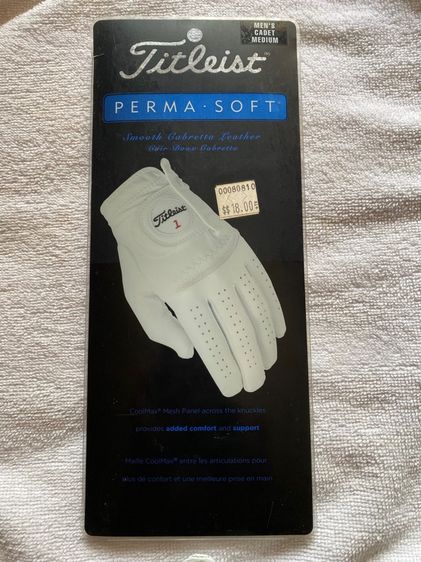 MEN'S
CADET
MEDIUM
Titleist™
PERMA·SOFT™
Smooth Cabretta Leather
Cuir Doux Cabretta
00080810
$$18.00
Titleist
1
CoolMax® Mesh Panel across the knuckles
provides added comfort and support
Maille CoolMax® entre les articulations pour
plus de confort et une meilleure prise en main